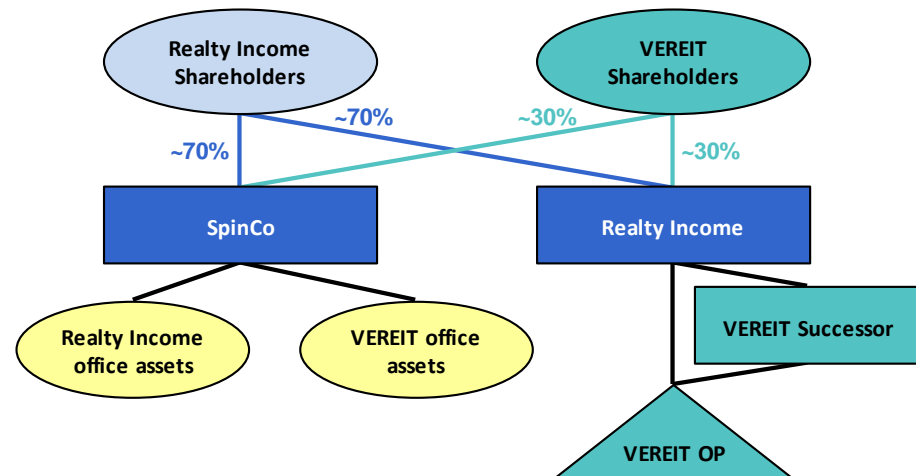 Realty Income
Shareholders
VEREIT
Shareholders
~70%
~30%
~70%
~30%
SpinCo
Realty Income
Realty Income
office assets
VEREIT office
assets
VEREIT Successor
VEREIT OP